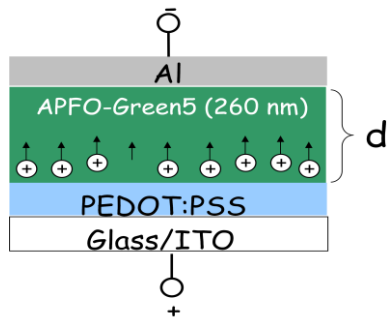 -
Al
APFO-Green5 (260 nm)
+ + + + + + + +
d
PEDOT:PSS
Glass/ITO
+